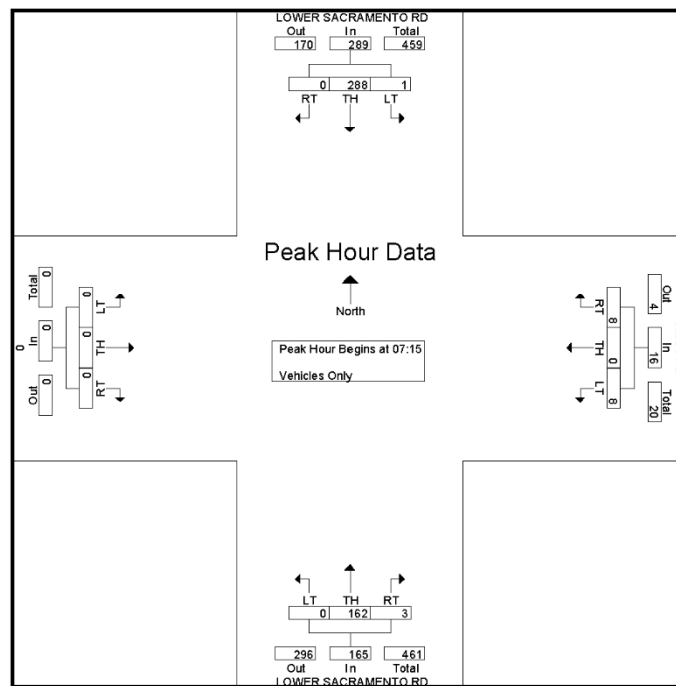 LOWER SACRAMENTO RD
Out In Total
170 289 459
0 288 1
RT TH LT
Peak Hour Data
North
Peak Hour Begins at 07:15
Vehicles Only
Total In Out
0 0 0
0
0 0 0
LT TH RT
RT TH LT
8 0 8
Out In Total
4 16 20
LT TH RT
0 162 3
296 165 461
Out In Total
LOWER SACRAMENTO RD